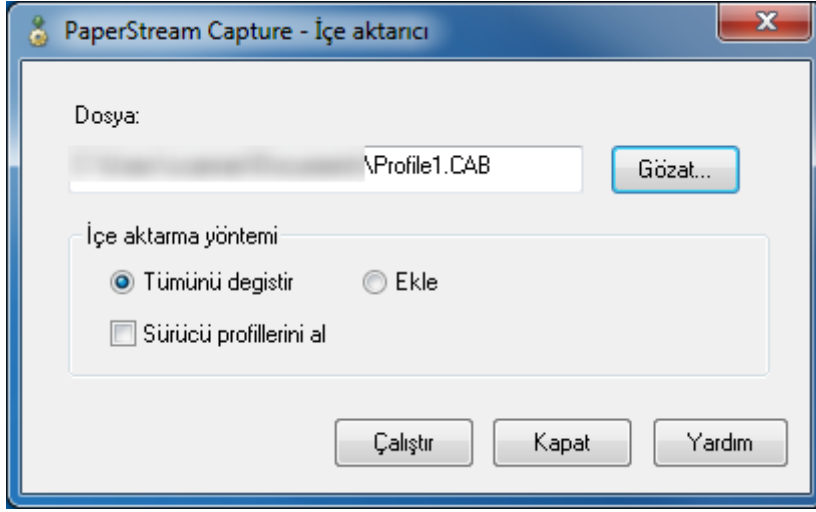 PaperStream Capture - İçe aktarıcı
Dosya:
\Profile1.CAB
Gözat...
İçe aktarma yöntemi
Tümünü degistir Ekle
Sürücü profillerini al
Çalıştır Kapat Yardım